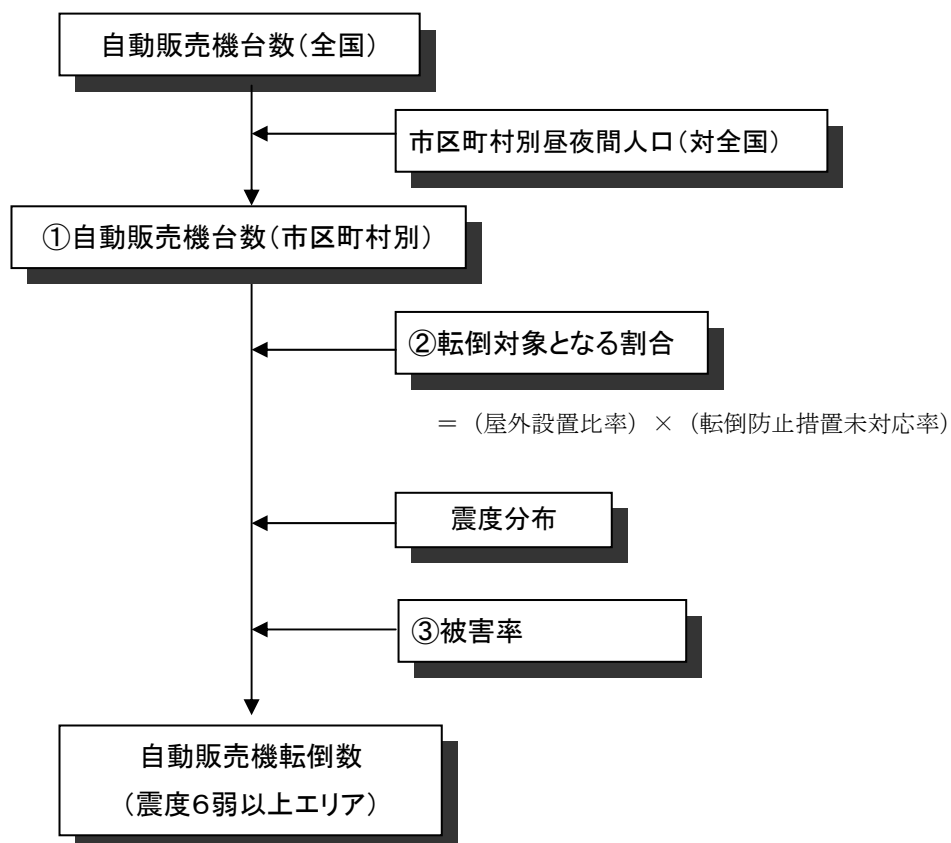 自動販売機台数（全国）
市区町村別昼夜間人口（対全国）
①自動販売機台数（市区町村別）
②転倒対象となる割合
＝（屋外設置比率）×（転倒防止措置未対応率）
震度分布
③被害率
自動販売機転倒数
（震度６弱以上エリア）